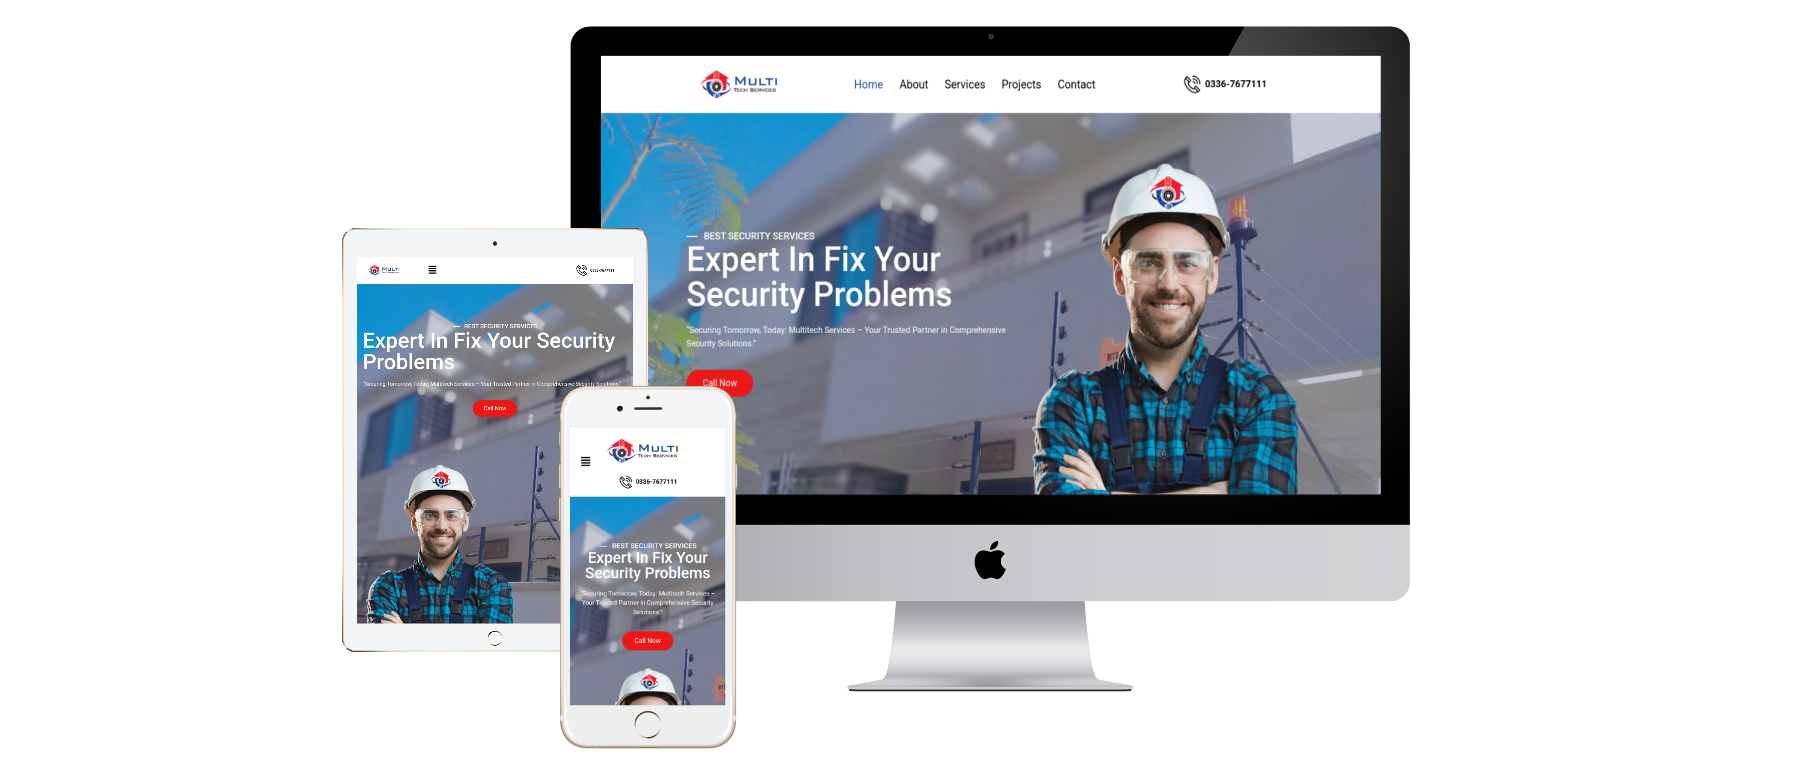 MULTI
TECH SERVICES
Home About Services Projects Contact
0336-7677111
BEST SECURITY SERVICES
Expert In Fix Your
Security Problems
"Securing Tomorrow, Today: Multitech Services – Your Trusted Partner in Comprehensive
Security Solutions."
Call Now
MULTI
0336-7677111
BEST SECURITY SERVICES
Expert In Fix Your Security
Problems
"Securing Tomorrow, Today: Multitech Services – Your Trusted Partner in Comprehensive Security Solutions."
Call Now
MULTI
TECH SERVICES
0336-7677111
BEST SECURITY SERVICES
Expert In Fix Your
Security Problems
"Securing Tomorrow, Today: Multitech Services –
Your Trusted Partner in Comprehensive Security
Solutions."
Call Now